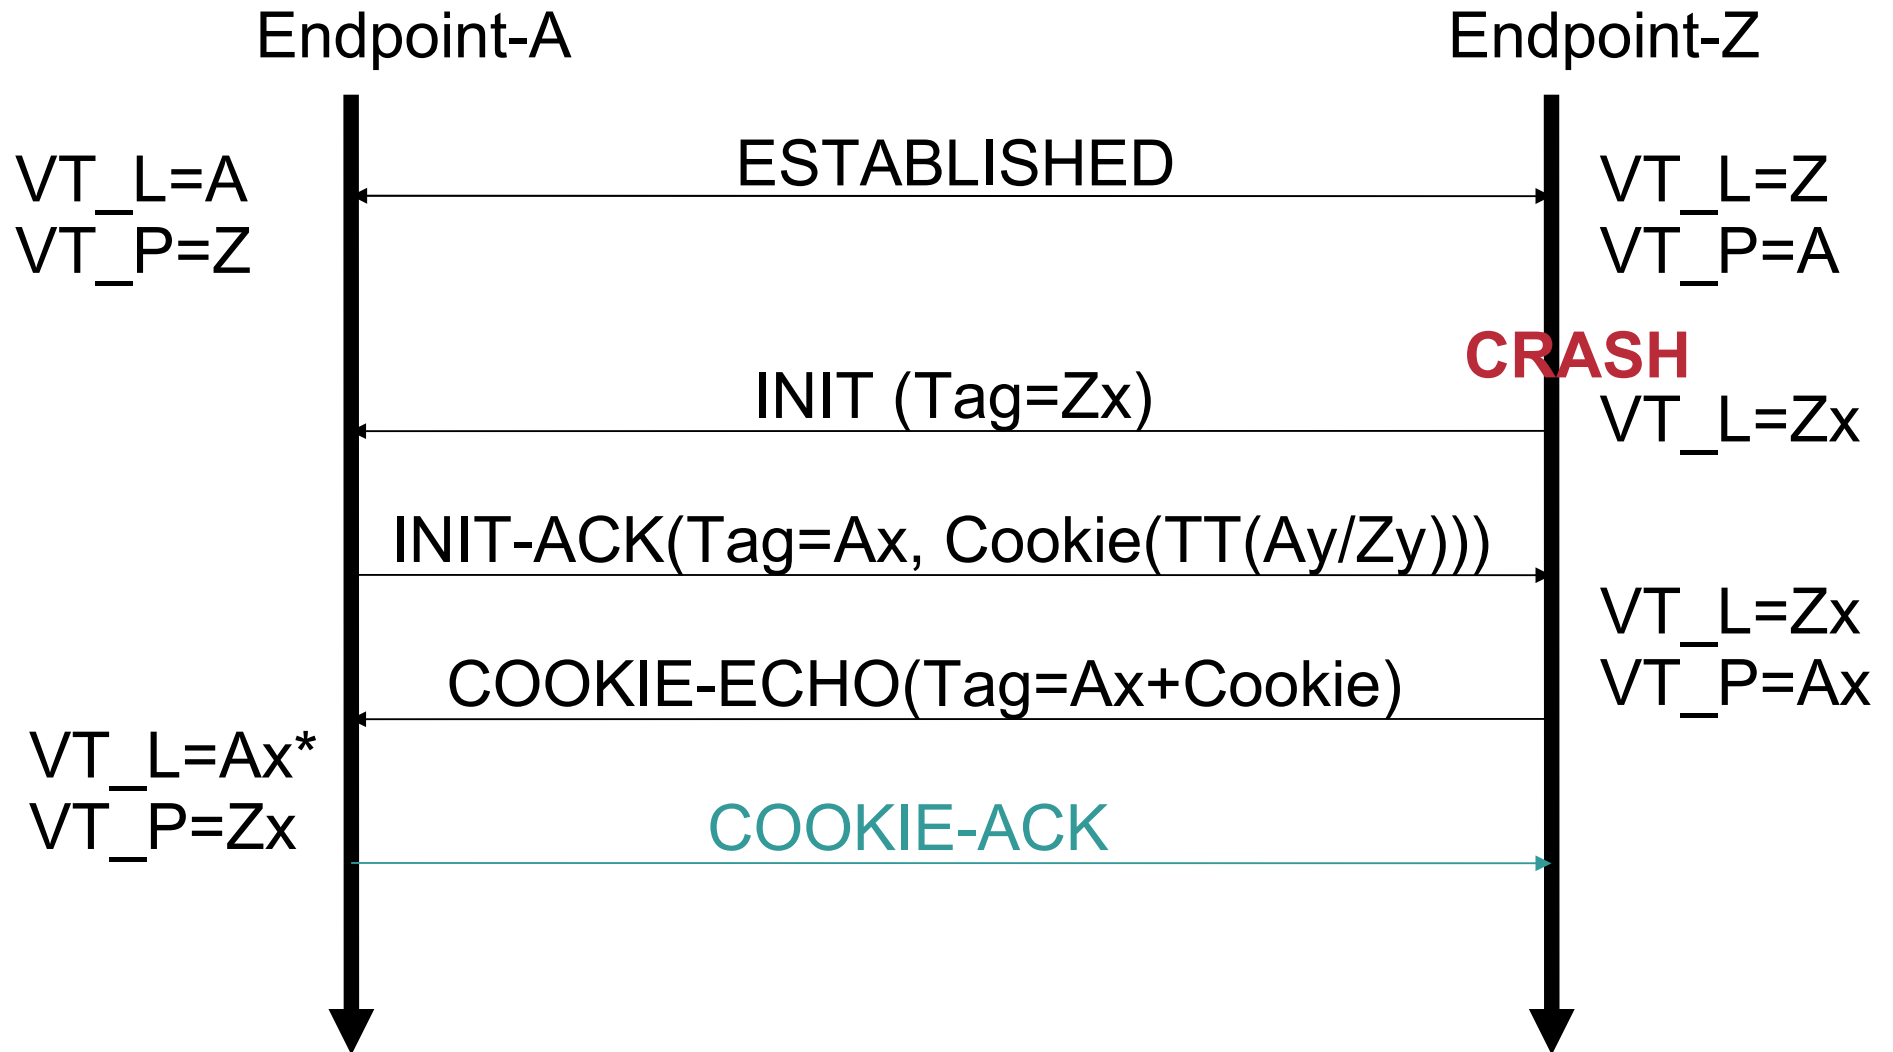 Endpoint-A
Endpoint-Z
ESTABLISHED
VT_L=A
VT_P=Z
VT_L=Z
VT_P=A
CRASH
INIT (Tag=Zx)
VT_L=Zx
INIT-ACK(Tag=Ax, Cookie(TT(Ay/Zy)))
VT_L=Zx
VT_P=Ax
COOKIE-ECHO(Tag=Ax+Cookie)
VT_L=Ax*
VT_P=Zx
COOKIE-ACK